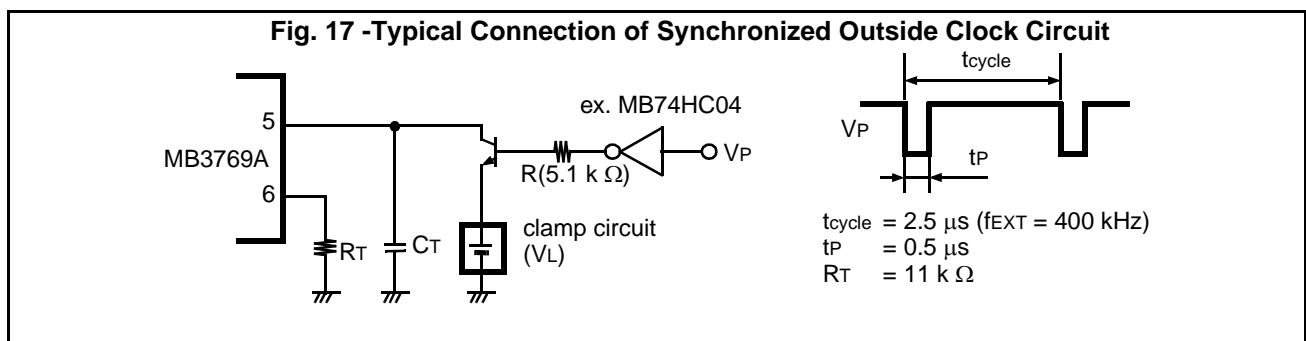 Fig. 17 -Typical Connection of Synchronized Outside Clock Circuit
tcycle
ex. MB74HC04
5
VP
VP
MB3769A
R(5.1 k Ω)
tP
6
RT
CT
clamp circuit
(VL)
tcycle = 2.5 μs (fEXT = 400 kHz)
tP = 0.5 μs
RT = 11 k Ω